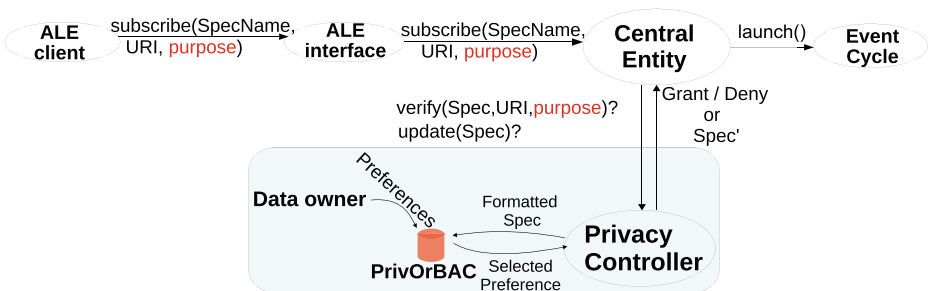 ALE
client
subscribe(SpecName,
URI, purpose)
ALE
interface
subscribe(SpecName,
URI, purpose)
Central
Entity
launch()
Event
Cycle
verify(Spec,URI,purpose)?
update(Spec)?
Grant / Deny
or
Spec'
Preferences
Data owner
PrivOrBAC
Formatted
Spec
Selected
Preference
Privacy
Controller